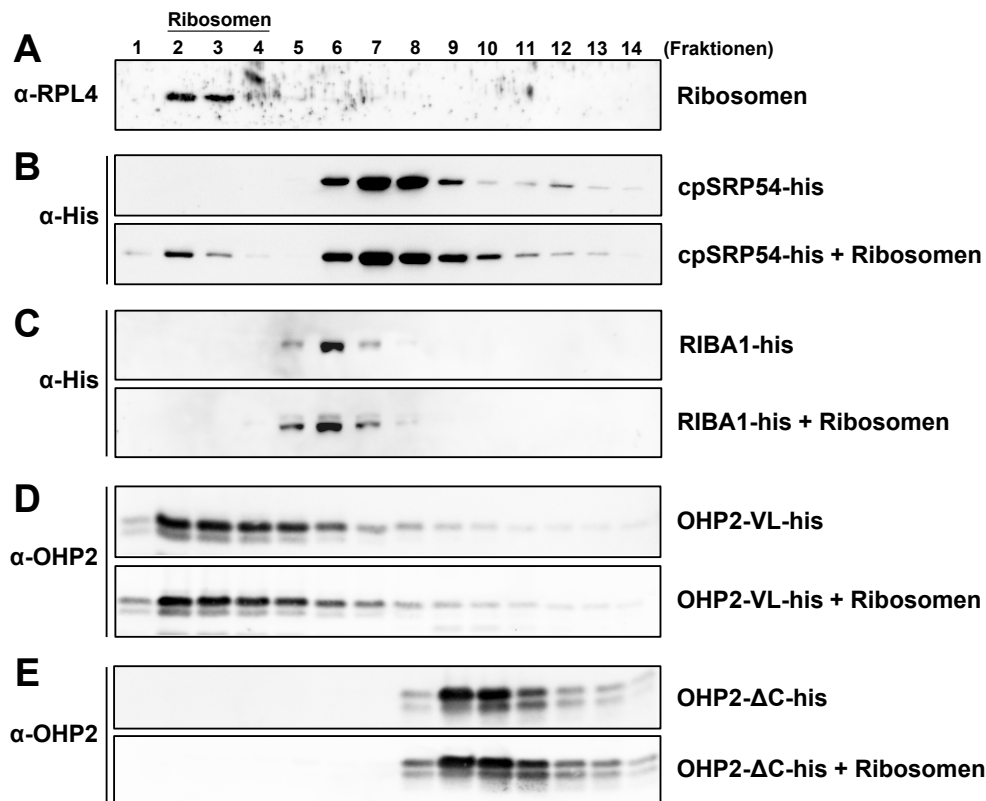 Ribosomen
1 2 3 4 5 6 7 8 9 10 11 12 13 14 (Fraktionen)
A
α-RPL4
Ribosomen
B
α-His
cpSRP54-his
cpSRP54-his + Ribosomen
C
α-His
RIBA1-his
RIBA1-his + Ribosomen
D
α-OHP2
OHP2-VL-his
OHP2-VL-his + Ribosomen
E
α-OHP2
OHP2-ΔC-his
OHP2-ΔC-his + Ribosomen